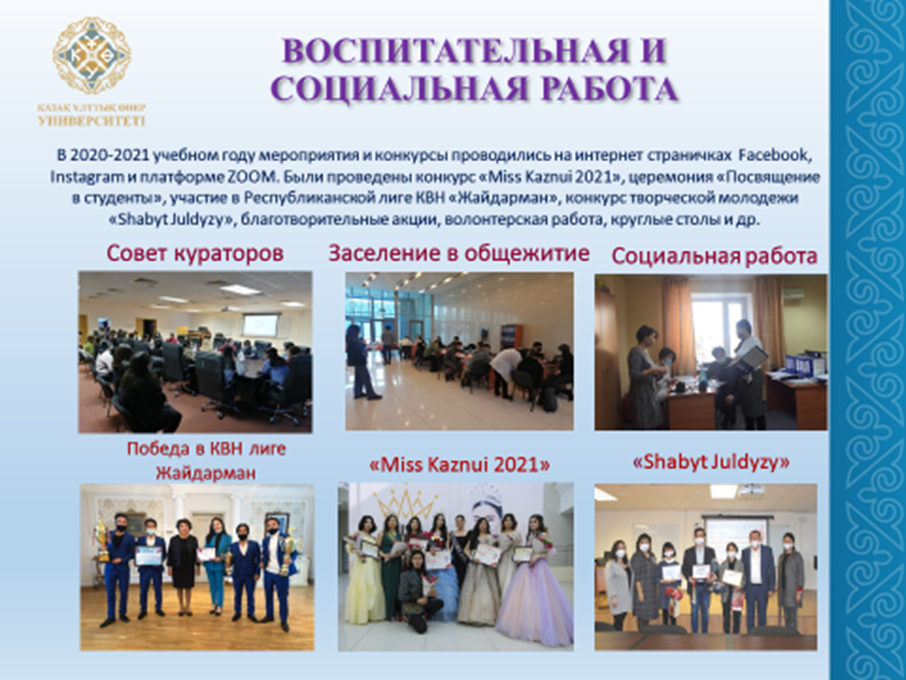 ҚАЗАҚ ҰЛТТЫҚ ӨНЕР
УНИВЕРСИТЕТІ
ВОСПИТАТЕЛЬНАЯ И
СОЦИАЛЬНАЯ РАБОТА
В 2020-2021 учебном году мероприятия и конкурсы проводились на интернет страничках Facebook,
Instagram и платформе ZOOM. Были проведены конкурс «Miss Kaznui 2021», церемония «Посвящение
в студенты», участие в Республиканской лиге КВН «Жайдарман», конкурс творческой молодежи
«Shabyt Juldyzy», благотворительные акции, волонтерская работа, круглые столы и др.
Совет кураторов
Заселение в общежитие
Социальная работа
Победа в КВН лиге
Жайдарман
«Miss Kaznui 2021»
«Shabyt Juldyzy»